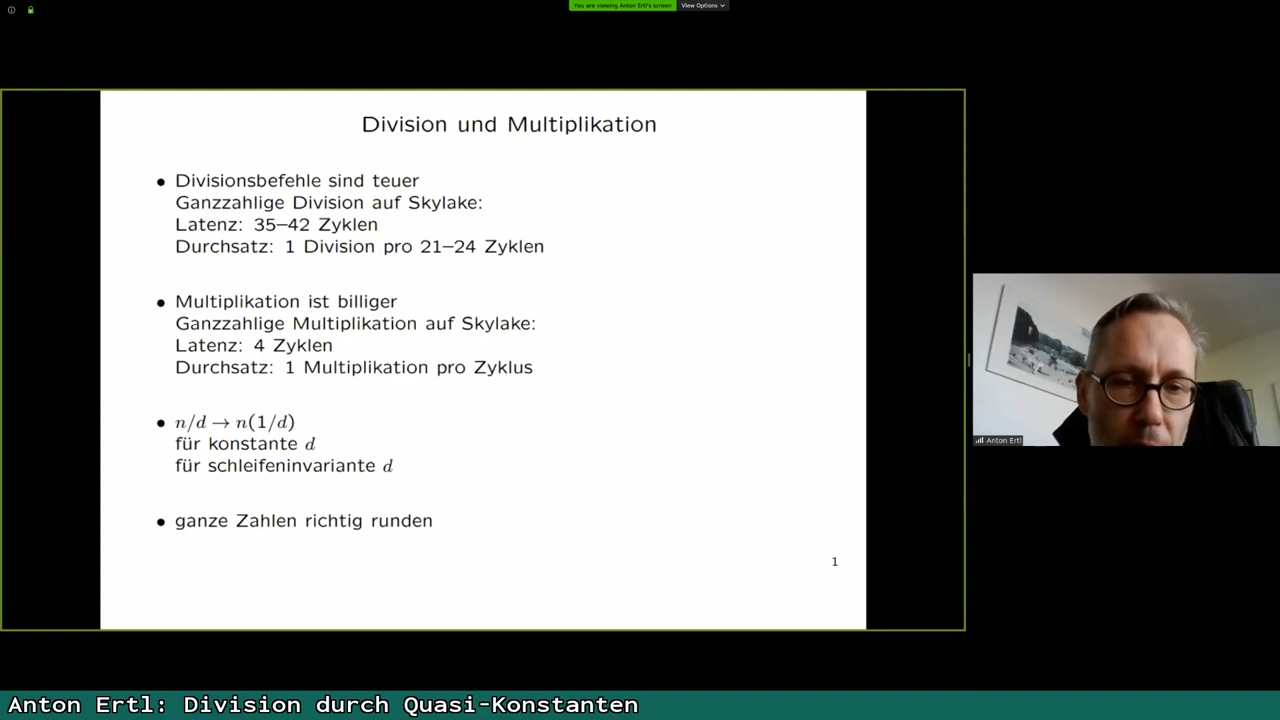 You are viewing Anton Ertl's screen
View Options
Division und Multiplikation
• Divisionsbefehle sind teuer
Ganzzahlige Division auf Skylake:
Latenz: 35–42 Zyklen
Durchsatz: 1 Division pro 21–24 Zyklen
• Multiplikation ist billiger
Ganzzahlige Multiplikation auf Skylake:
Latenz: 4 Zyklen
Durchsatz: 1 Multiplikation pro Zyklus
• n/d → n(1/d)
für konstante d
für schleifeninvariante d
• ganze Zahlen richtig runden
1
Anton Ertl
Anton Ertl: Division durch Quasi-Konstanten